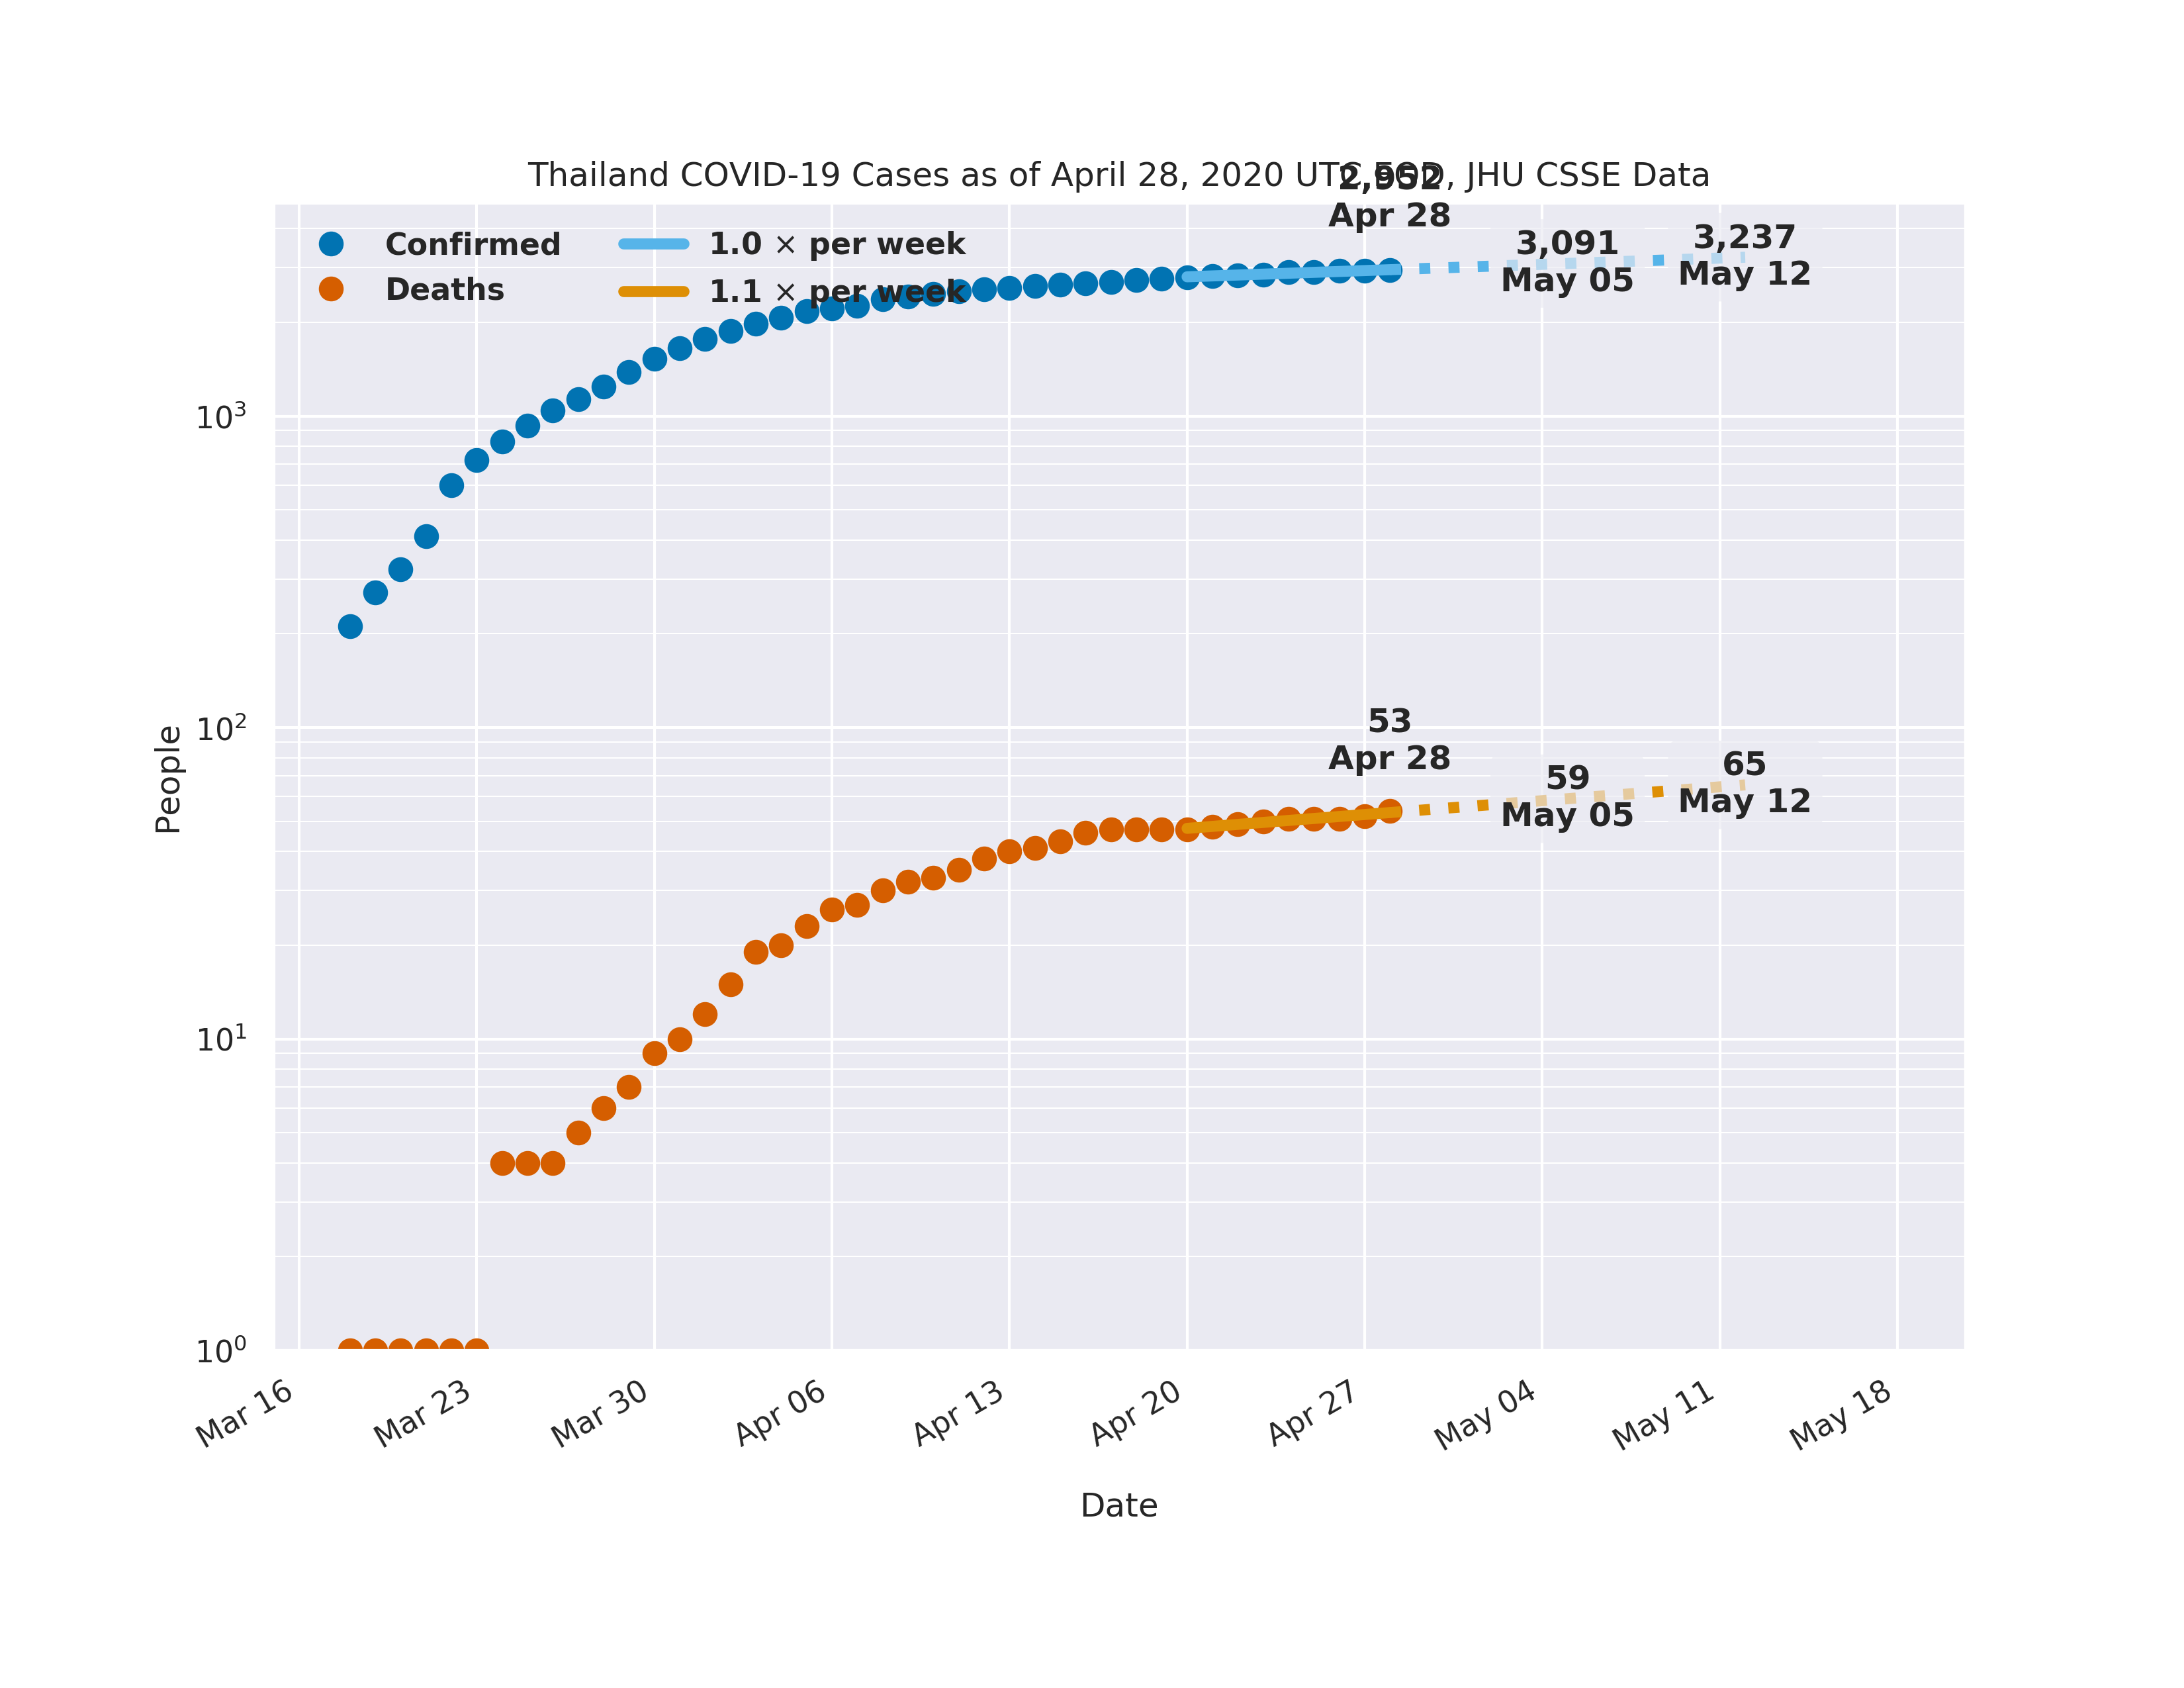 Thailand COVID-19 Cases as of April 28, 2020 UTC EOD, JHU CSSE Data
Confirmed
Deaths
1.0 × per week
1.1 × per week
Apr 28
3,091
May 05
3,237
May 12
53
Apr 28
59
May 05
65
May 12
People
10³
10²
10¹
10⁰
Mar 16
Mar 23
Mar 30
Apr 06
Apr 13
Apr 20
Apr 27
May 04
May 11
May 18
Date